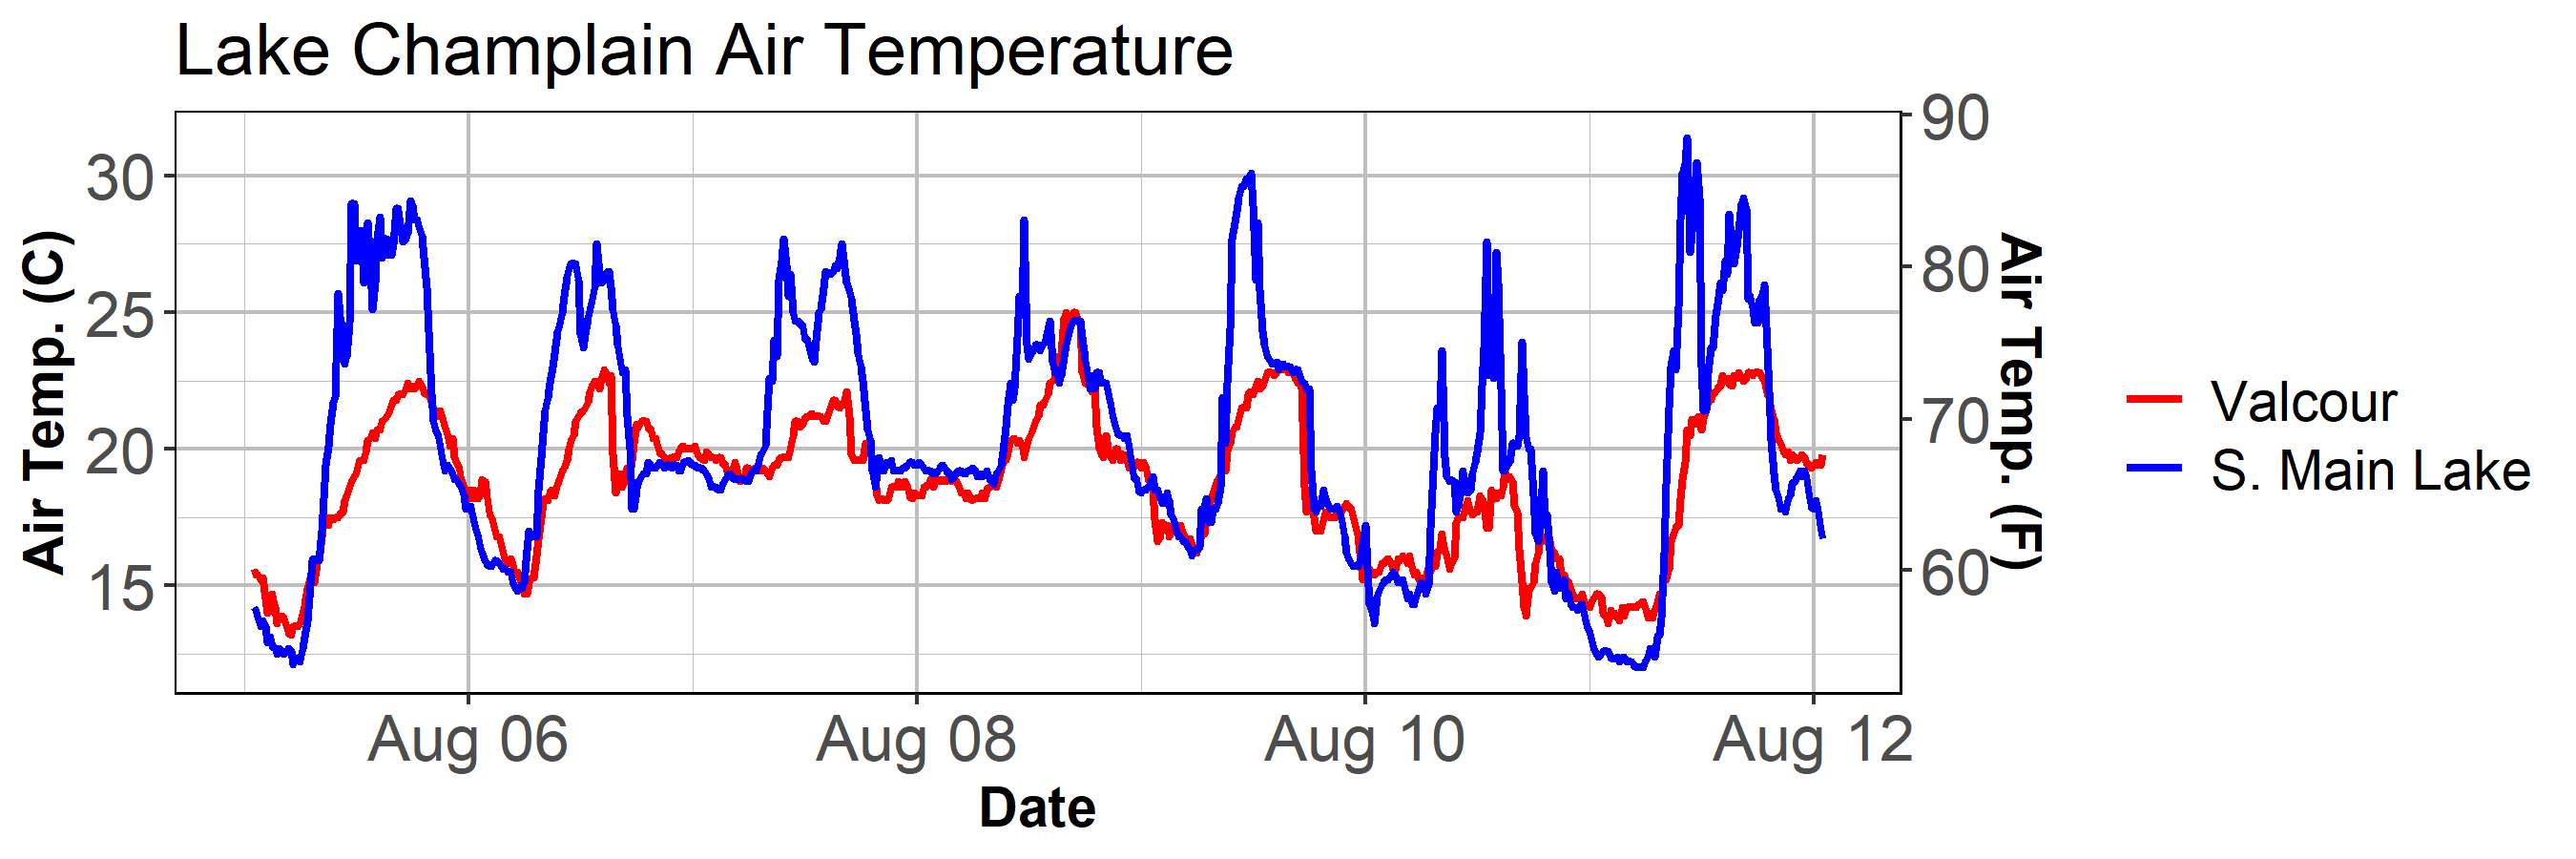 Lake Champlain Air Temperature
Air Temp. (C)
30
25
20
15
90
80
70
60
Air Temp. (F)
Aug 06
Aug 08
Aug 10
Aug 12
Date
Valcour
S. Main Lake